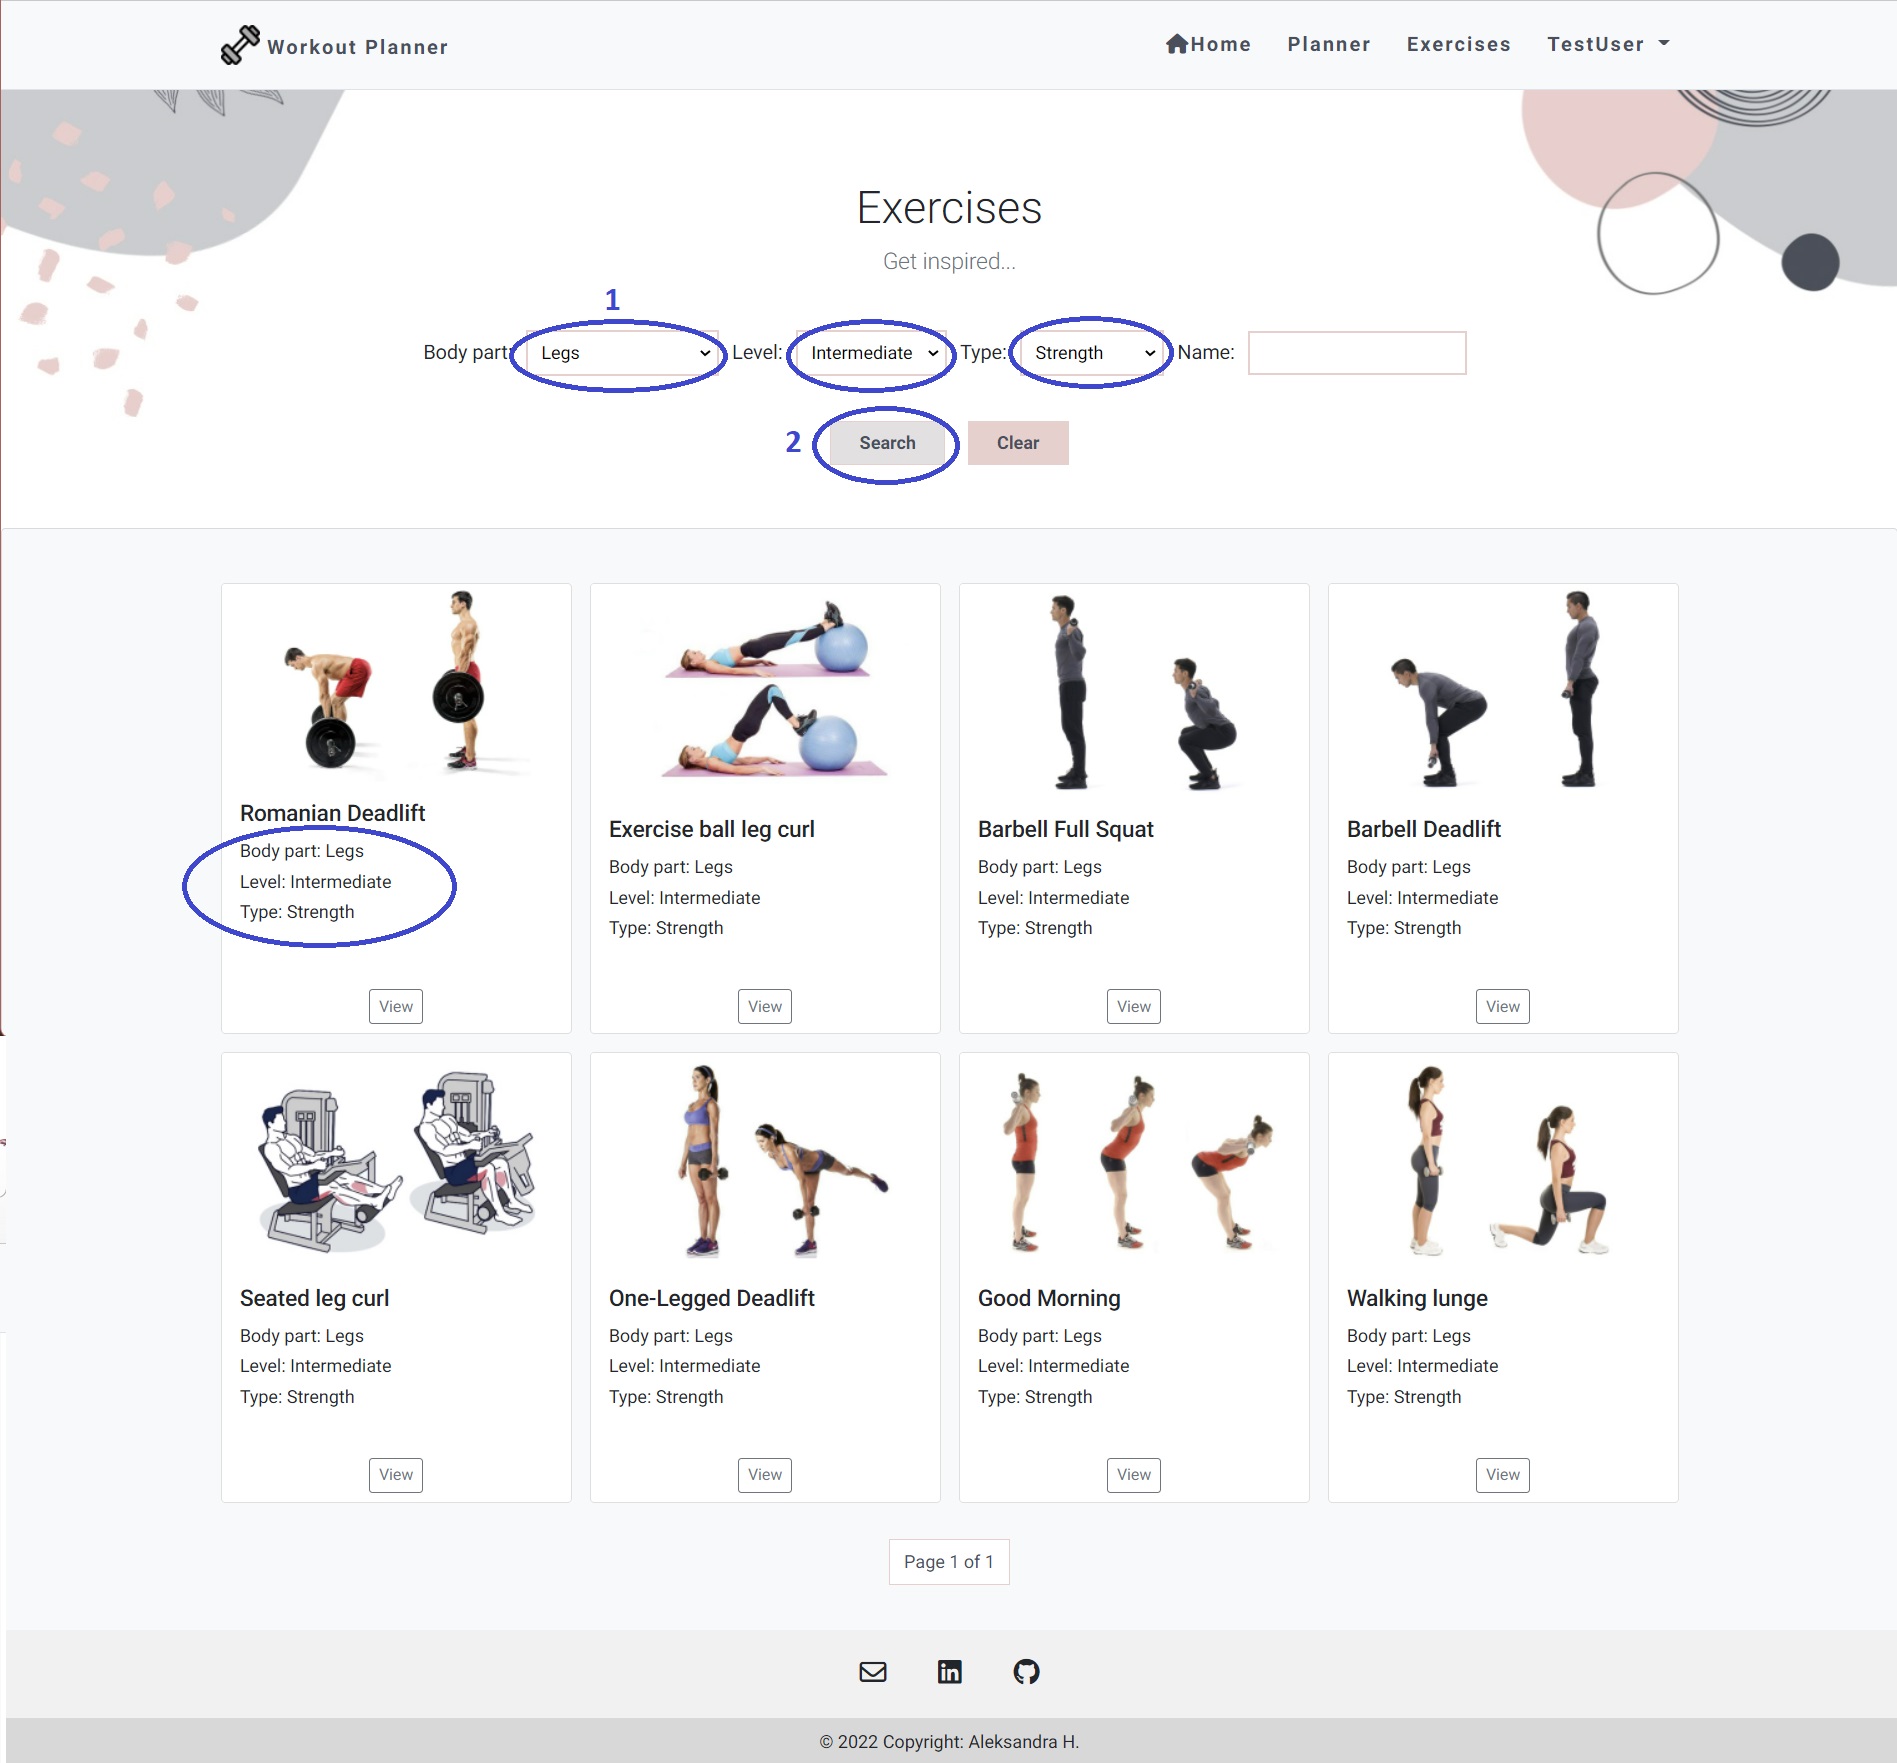 Workout Planner
Home Planner Exercises TestUser
Exercises
Get inspired...
1
Body part: Legs Level: Intermediate Type: Strength Name:
2 Search Clear
Romanian Deadlift
Body part: Legs
Level: Intermediate
Type: Strength
View
Exercise ball leg curl
Body part: Legs
Level: Intermediate
Type: Strength
View
Barbell Full Squat
Body part: Legs
Level: Intermediate
Type: Strength
View
Barbell Deadlift
Body part: Legs
Level: Intermediate
Type: Strength
View
Seated leg curl
Body part: Legs
Level: Intermediate
Type: Strength
View
One-Legged Deadlift
Body part: Legs
Level: Intermediate
Type: Strength
View
Good Morning
Body part: Legs
Level: Intermediate
Type: Strength
View
Walking lunge
Body part: Legs
Level: Intermediate
Type: Strength
View
Page 1 of 1
© 2022 Copyright: Aleksandra H.